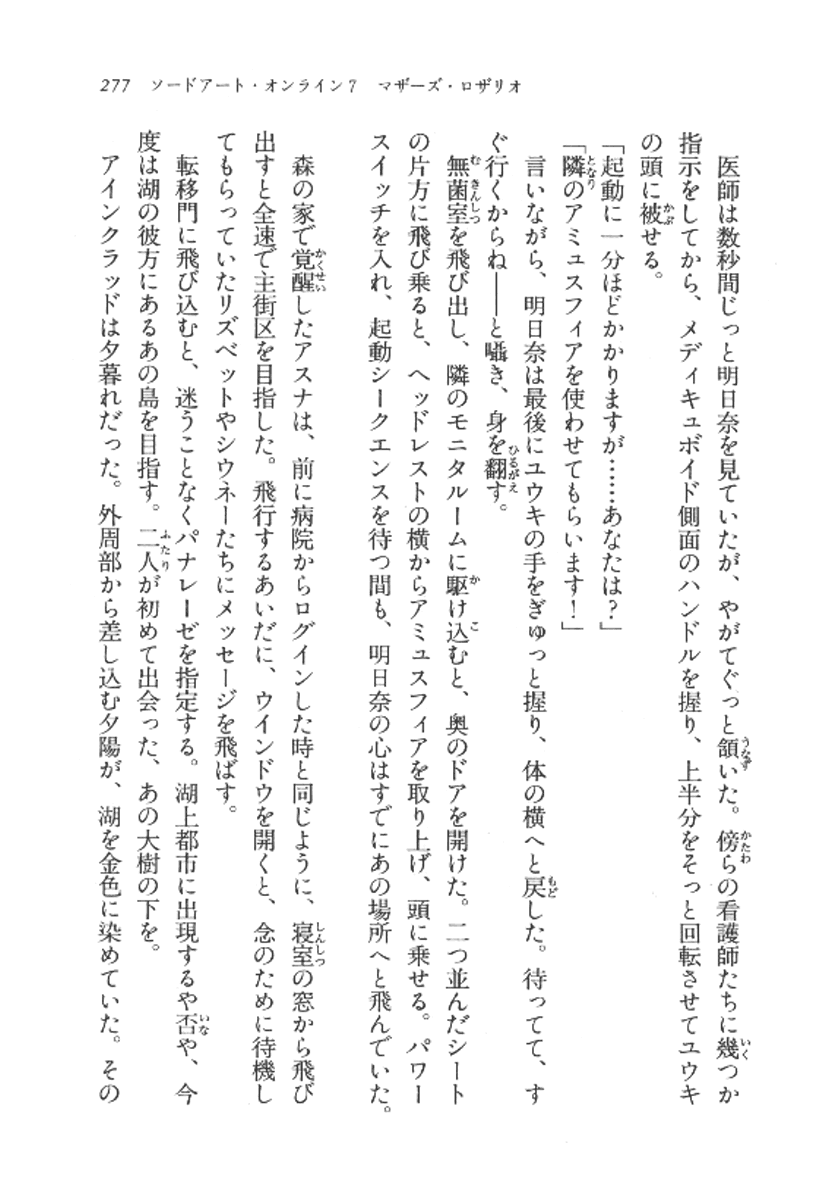 277 ソードアート・オンライン7 マザーズ・ロザリオ
医師は数秒間じっと明日奈を見ていたが、やがてぐっと頷いた。傍らの看護師たちに幾つか
指示をしてから、メディキュボイド側面のハンドルを握り、上半分をそっと回転させてユウキ
の頭に被せる。
「起動に一分ほどかかりますが……あなたは？」
「隣のアミュスフィアを使わせてもらいます！」
言いながら、明日奈は最後にユウキの手をぎゅっと握り、体の横へと戻した。待ってて、す
ぐ行くからね――と囁き、身を翻す。
無菌室を飛び出し、隣のモニタルームに駆け込むと、奥のドアを開けた。二つ並んだシート
の片方に飛び乗ると、ヘッドレストの横からアミュスフィアを取り上げ、頭に乗せる。パワー
スイッチを入れ、起動シークエンスを待つ間も、明日奈の心はすでにあの場所へと飛んでいた。
森の家で覚醒したアスナは、前に病院からログインした時と同じように、寝室の窓から飛び
出すと全速で主街区を目指した。飛行するあいだに、ウインドウを開くと、念のために待機し
てもらっていたリズベットやシウネーたちにメッセージを飛ばす。
転移門に飛び込むと、迷うことなくパナレーゼを指定する。湖上都市に出現するや否や、今
度は湖の彼方にあるあの島を目指す。二人が初めて出会った、あの大樹の下を。
アインクラッドは夕暮れだった。外周部から差し込む夕陽が、湖を金色に染めていた。その